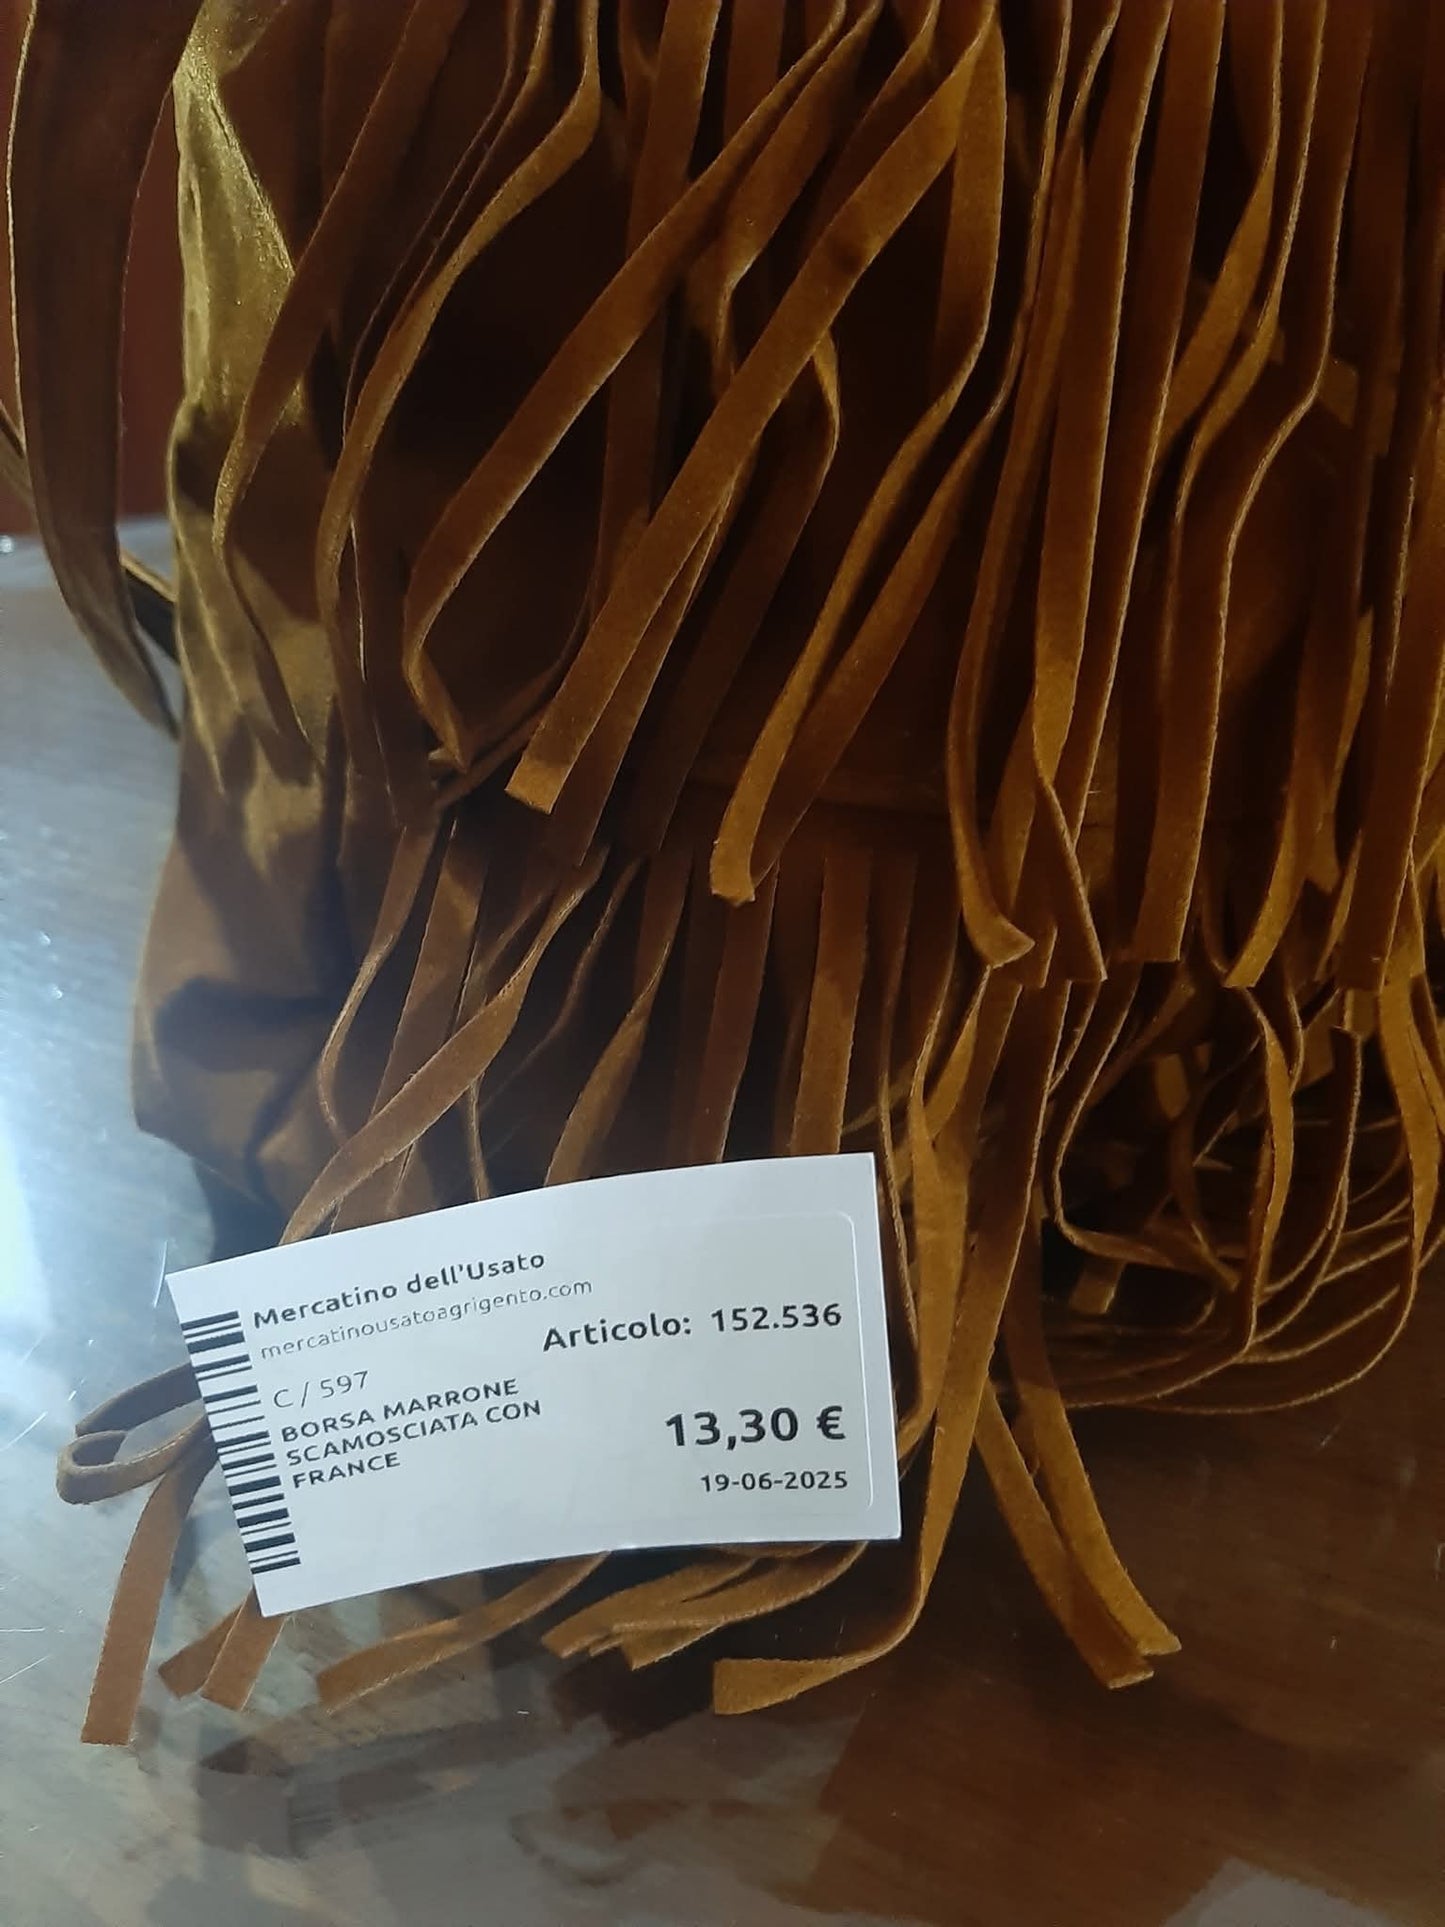 Mercatino dell'Usato
mercatinousatoagrigento.com
Articolo: 152.536
C / 597
BORSA MARRONE
SCAMOSCIATA CON
FRANCE
13,30 €
19-06-2025